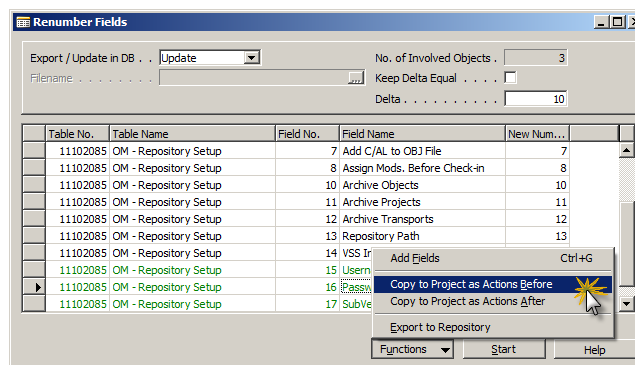 Renumber Fields
Export / Update in DB . . Update No. of Involved Objects . 3
Filename . . . . . . . . ... Keep Delta Equal . . . .
Delta . . . . . . . . . . 10
Table No. Table Name Field No. Field Name New Num...
11102085 OM - Repository Setup 7 Add C/AL to OBJ File 7
11102085 OM - Repository Setup 8 Assign Mods. Before Check-in 8
11102085 OM - Repository Setup 10 Archive Objects 10
11102085 OM - Repository Setup 11 Archive Projects 11
11102085 OM - Repository Setup 12 Archive Transports 12
11102085 OM - Repository Setup 13 Repository Path 13
11102085 OM - Repository Setup 14 VSS
11102085 OM - Repository Setup 15
11102085 OM - Repository Setup 16
11102085 OM - Repository Setup 17
Add Fields Ctrl+G
Copy to Project as Actions Before
Copy to Project as Actions After
Export to Repository
Functions Start Help